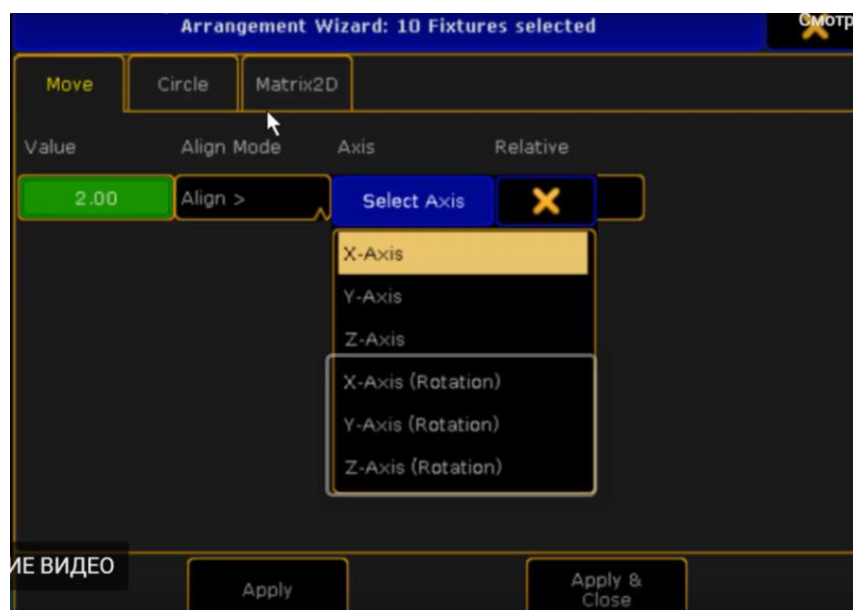 Arrangement Wizard: 10 Fixtures selected
Смотр
Move Circle Matrix2D
Value Align Mode Axis Relative
2.00 Align > Select Axis
X-Axis
Y-Axis
Z-Axis
X-Axis (Rotation)
Y-Axis (Rotation)
Z-Axis (Rotation)
ИЕ ВИДЕО
Apply
Apply &
Close